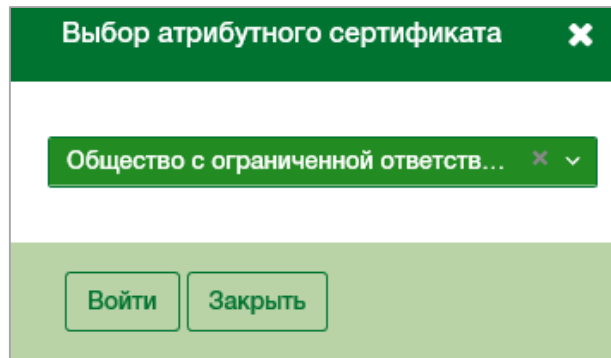 Выбор атрибутного сертификата
Общество с ограниченной ответств...
Войти Закрыть